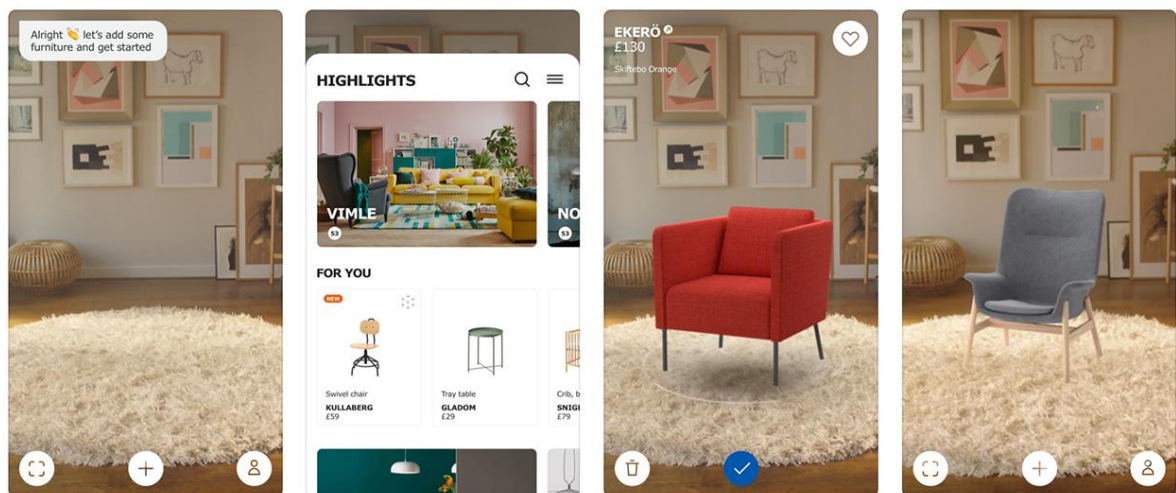 Alright 👏 let's add some
furniture and get started
HIGHLIGHTS
VIMLE
53
NO
53
FOR YOU
NEW
Swivel chair
KULLABERG
£59
Tray table
GLADOM
£29
Crib, b
SNIGL
£79
EKERÖ
£130
Skiftebo Orange